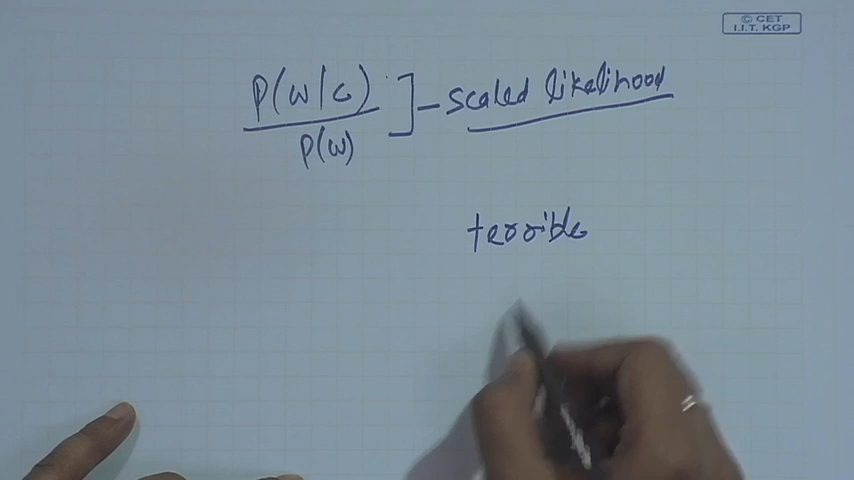 © CET
I.I.T. KGP
P(w/c)
P(w)
] - scaled likelihood
terrible